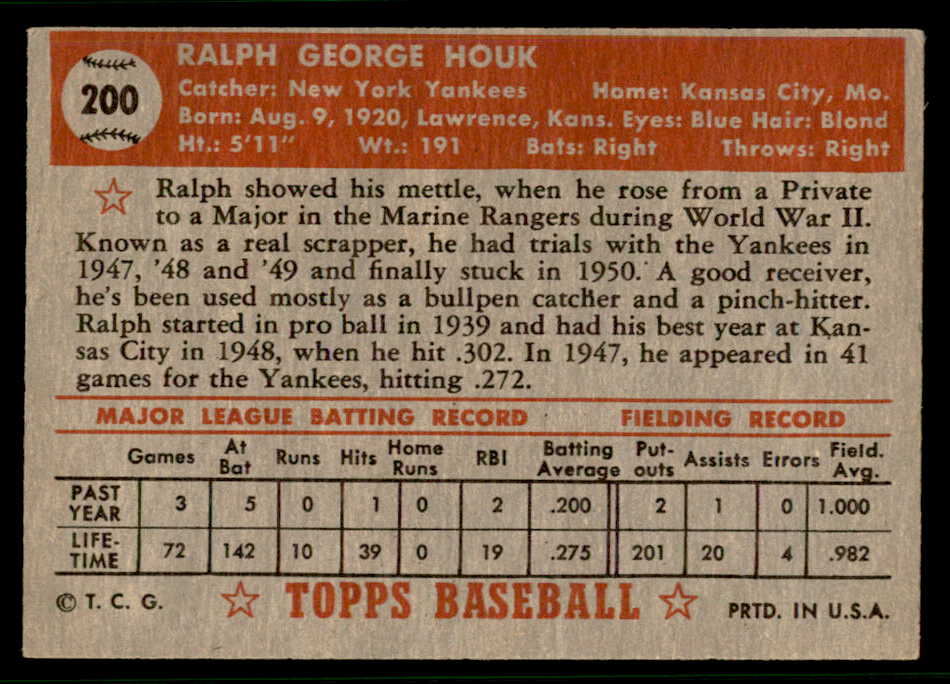 200
RALPH GEORGE HOUK
Catcher: New York Yankees Home: Kansas City, Mo.
Born: Aug. 9, 1920, Lawrence, Kans. Eyes: Blue Hair: Blond
Ht.: 5'11" Wt.: 191 Bats: Right Throws: Right
Ralph showed his mettle, when he rose from a Private
to a Major in the Marine Rangers during World War II.
Known as a real scrapper, he had trials with the Yankees in
1947, '48 and '49 and finally stuck in 1950. A good receiver,
he's been used mostly as a bullpen catcher and a pinch-hitter.
Ralph started in pro ball in 1939 and had his best year at Kan-
sas City in 1948, when he hit .302. In 1947, he appeared in 41
games for the Yankees, hitting .272.
MAJOR LEAGUE BATTING RECORD FIELDING RECORD
Games At Bat Runs Hits Home Runs RBI Batting Average Put-outs Assists Errors Field. Avg.
PAST YEAR 3 5 0 1 0 2 .200 2 1 0 1.000
LIFE-TIME 72 142 10 39 0 19 .275 201 20 4 .982
© T. C. G. TOPPS BASEBALL PRTD. IN U.S.A.